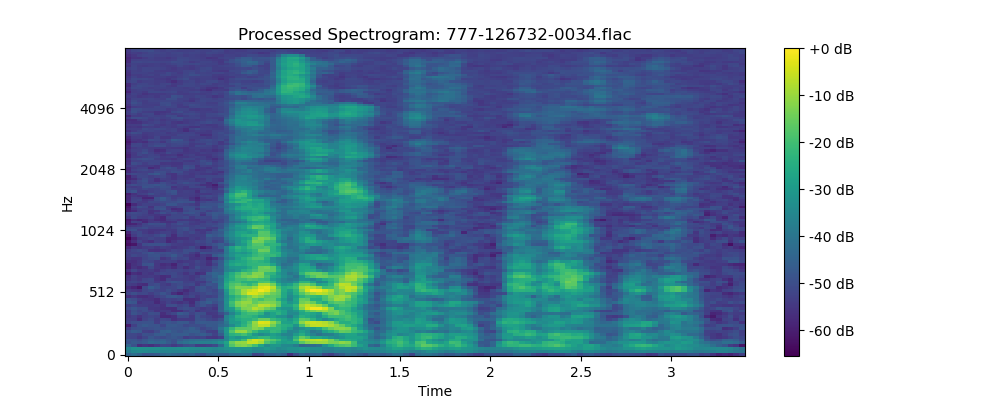 Processed Spectrogram: 777-126732-0034.flac
+0 dB
-10 dB
-20 dB
-30 dB
-40 dB
-50 dB
-60 dB
4096
2048
1024
512
0
Hz
0 0.5 1 1.5 2 2.5 3
Time